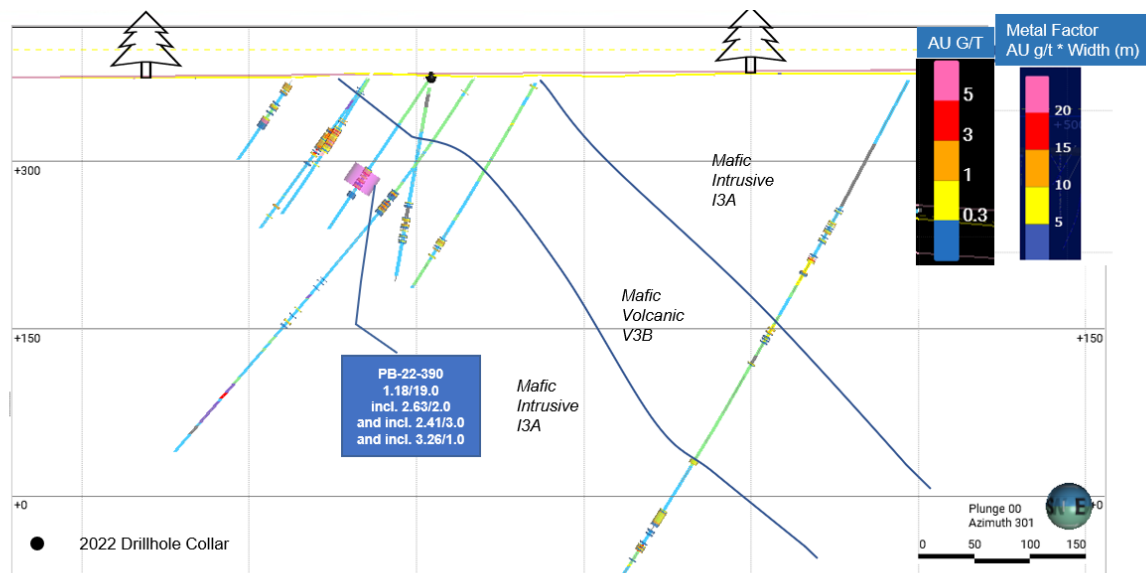 AU G/T
5
3
1
0.3
Metal Factor
AU g/t * Width (m)
20
15
10
5
+300
+150
+150
+0
+0
Mafic
Intrusive
I3A
Mafic
Volcanic
V3B
Mafic
Intrusive
I3A
PB-22-390
1.18/19.0
incl. 2.63/2.0
and incl. 2.41/3.0
and incl. 3.26/1.0
2022 Drillhole Collar
Plunge 00
Azimuth 301
S E
0 50 100 150